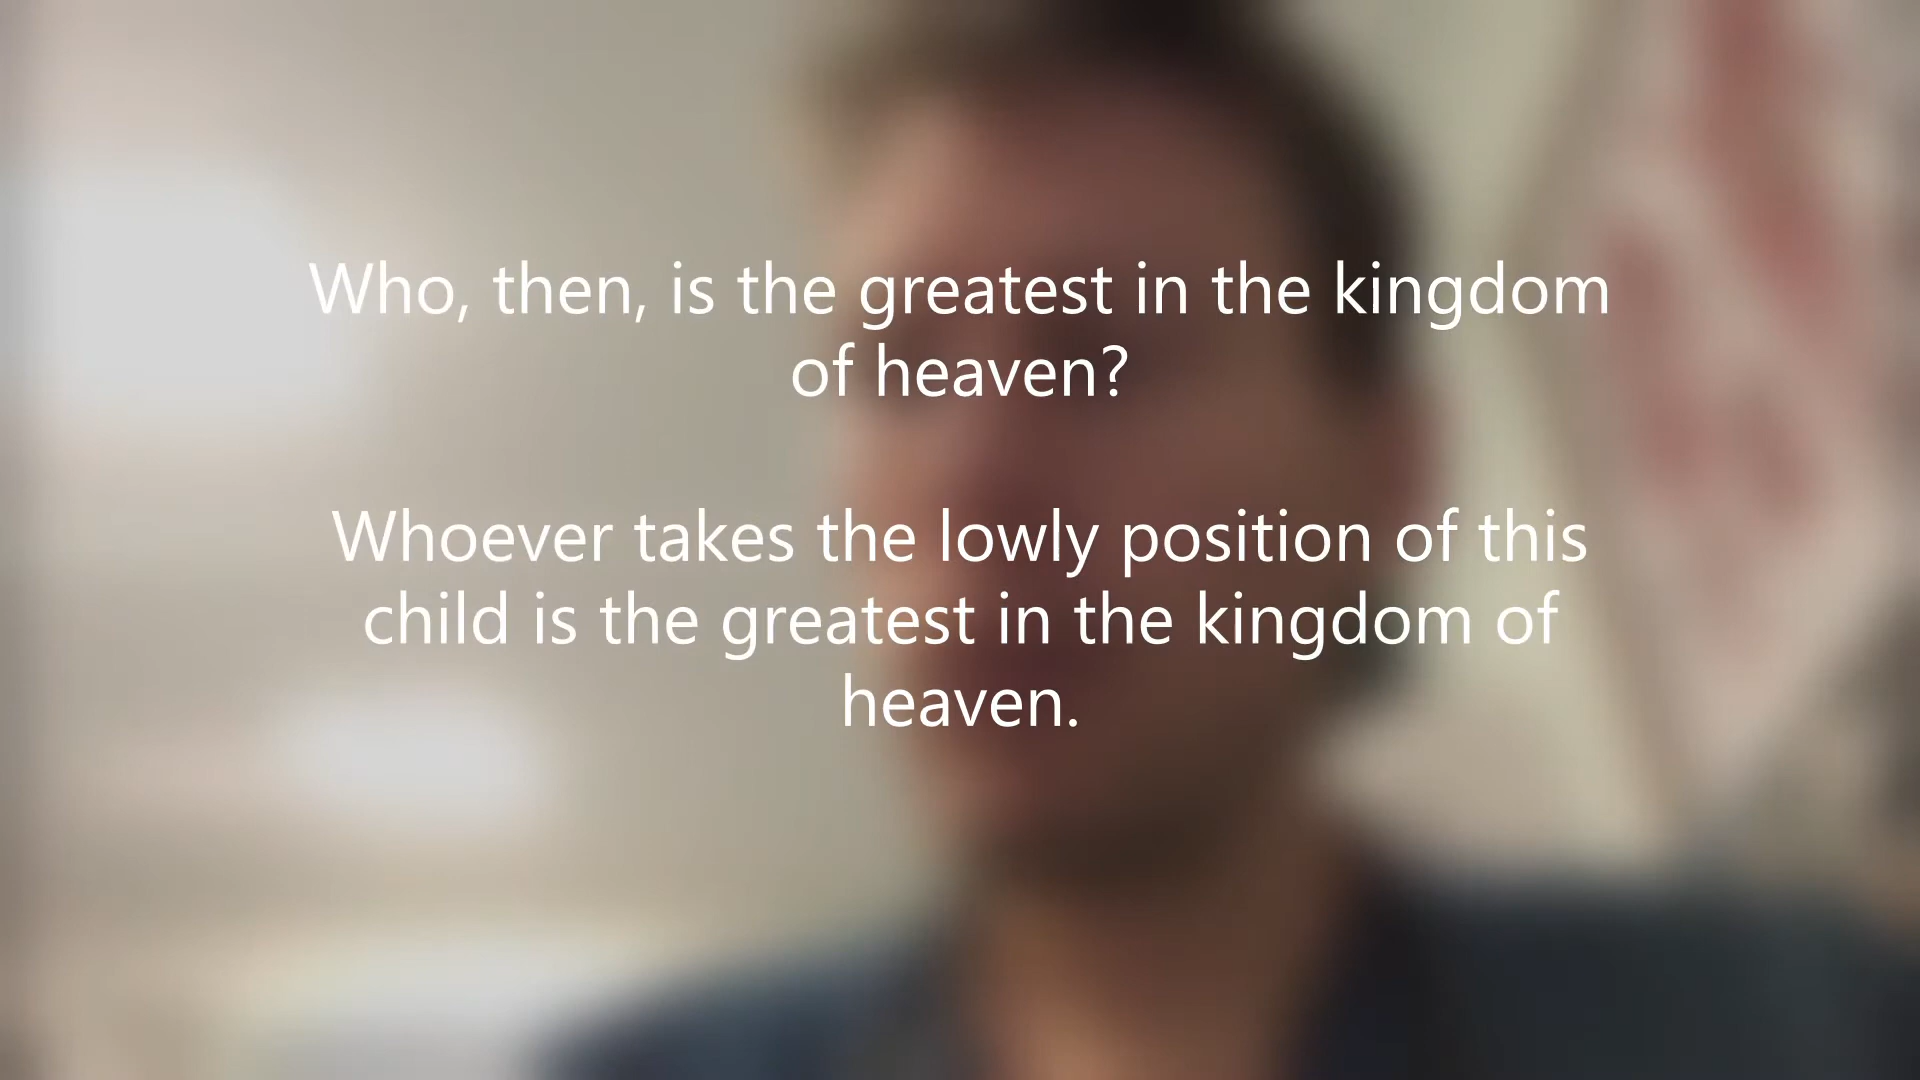 Who, then, is the greatest in the kingdom
of heaven?
Whoever takes the lowly position of this
child is the greatest in the kingdom of
heaven.